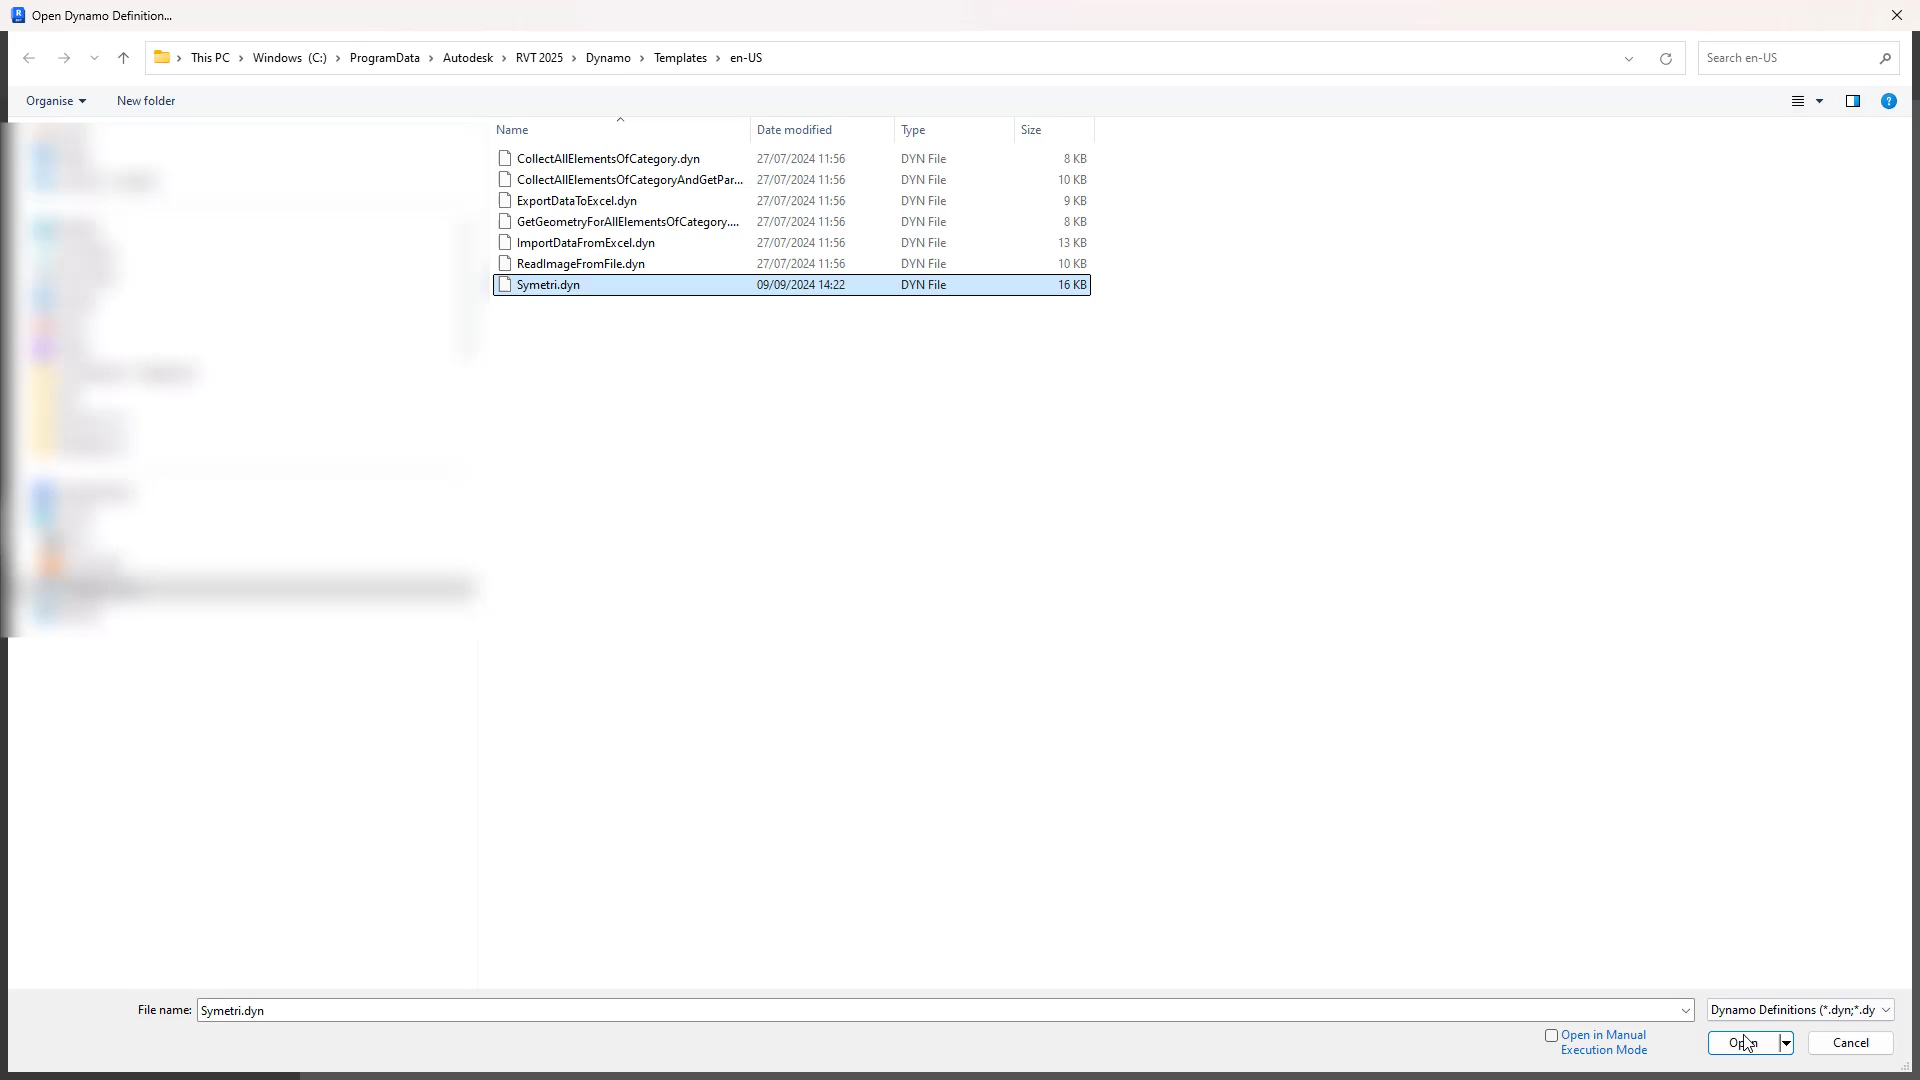 Open Dynamo Definition...
This PC > Windows (C:) > ProgramData > Autodesk > RVT 2025 > Dynamo > Templates > en-US
Search en-US
Organise
New folder
Name Date modified Type Size
CollectAllElementsOfCategory.dyn 27/07/2024 11:56 DYN File 8 KB
CollectAllElementsOfCategoryAndGetPar... 27/07/2024 11:56 DYN File 10 KB
ExportDataToExcel.dyn 27/07/2024 11:56 DYN File 9 KB
GetGeometryForAllElementsOfCategory.... 27/07/2024 11:56 DYN File 8 KB
ImportDataFromExcel.dyn 27/07/2024 11:56 DYN File 13 KB
ReadImageFromFile.dyn 27/07/2024 11:56 DYN File 10 KB
Symetri.dyn 09/09/2024 14:22 DYN File 16 KB
File name: Symetri.dyn
Dynamo Definitions (*.dyn;*.dy
Open in Manual
Execution Mode
Open
Cancel